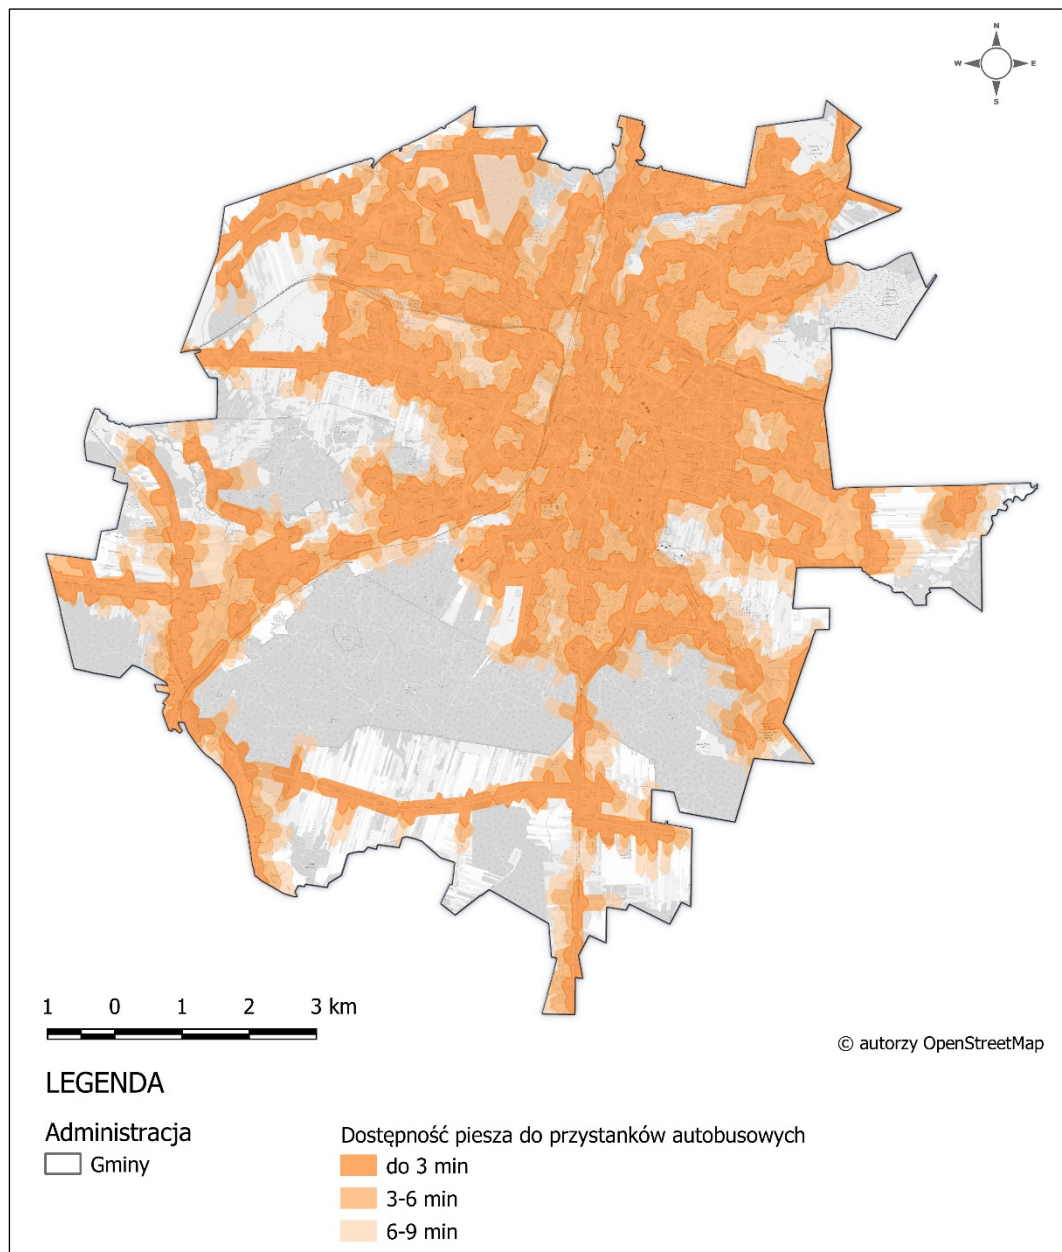 N
W E
S
1 0 1 2 3 km
© autorzy OpenStreetMap
LEGENDA
Administracja
Gminy
Dostępność piesza do przystanków autobusowych
do 3 min
3-6 min
6-9 min